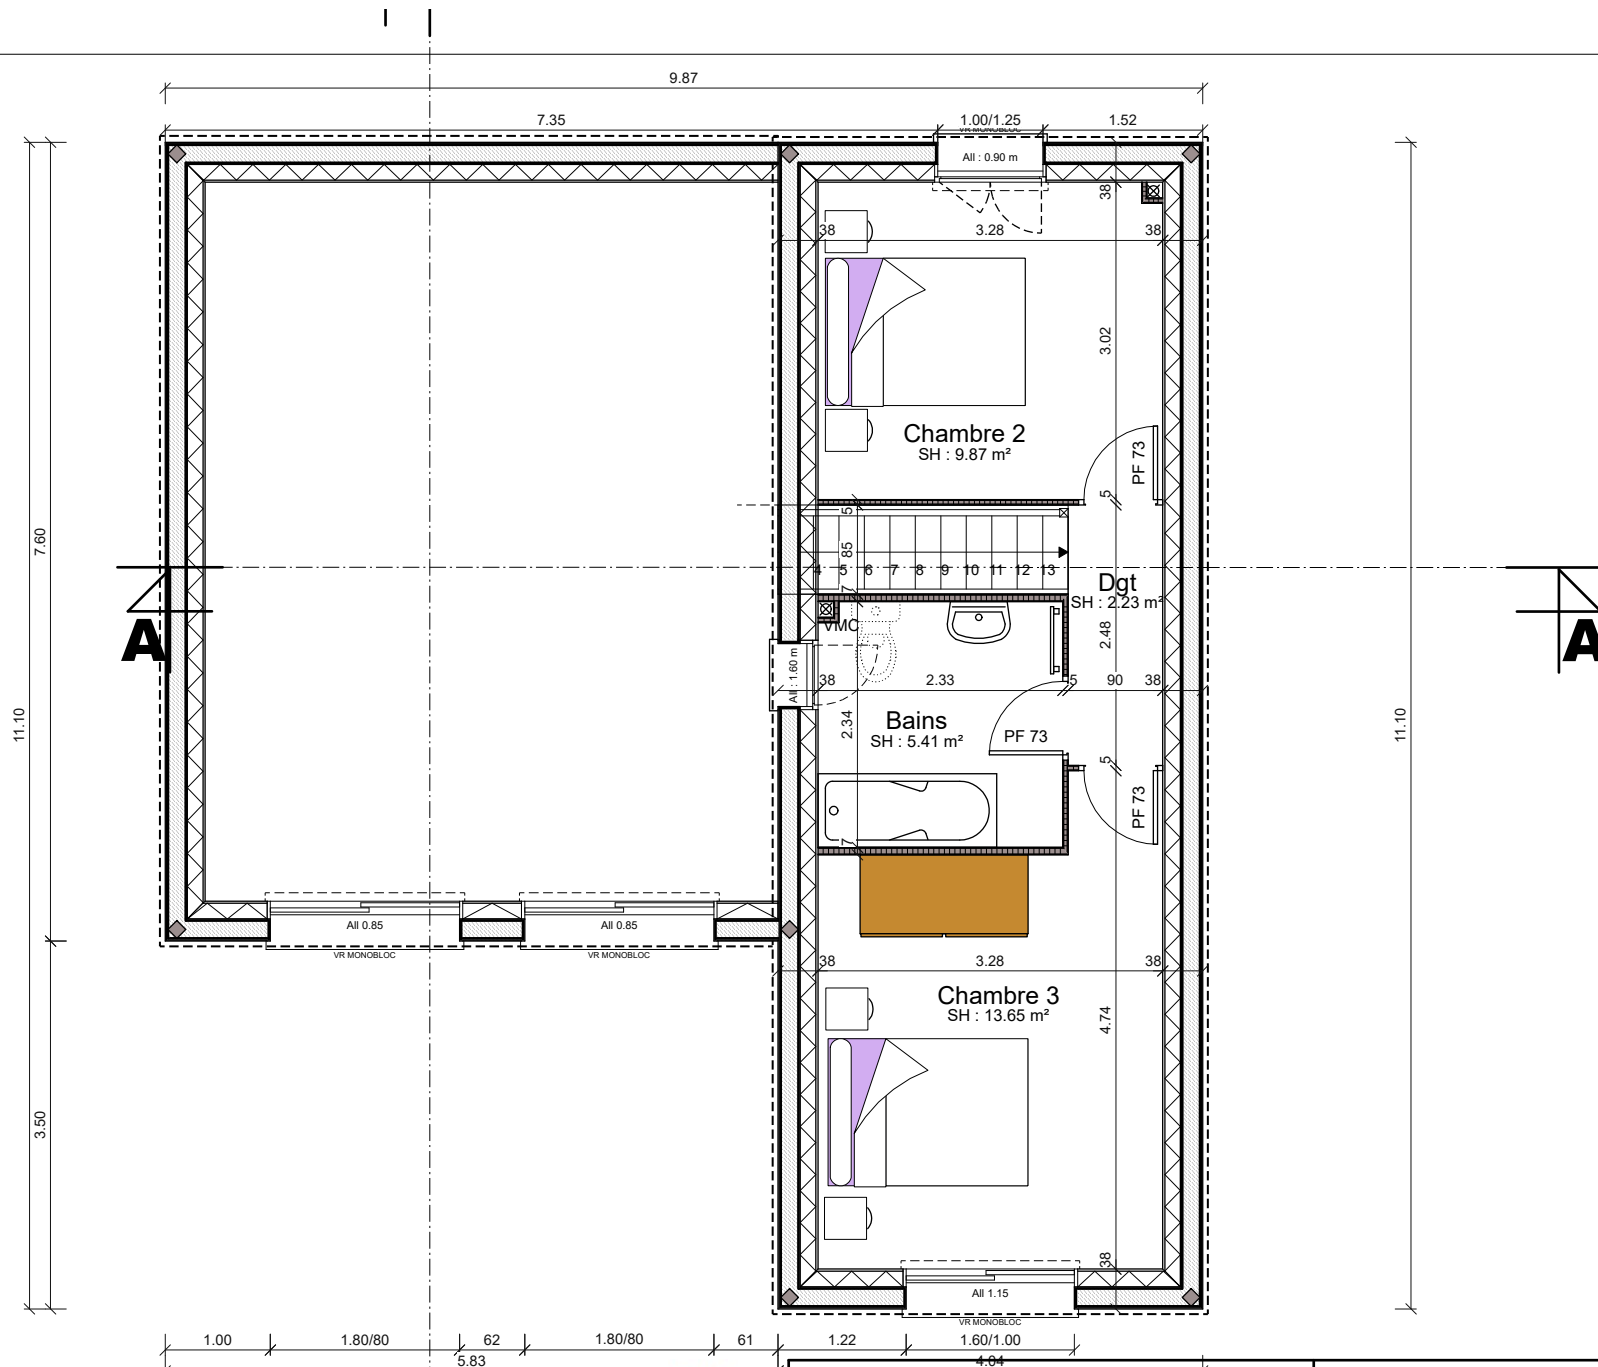 9.87
7.35
1.00/1.25
1.52
VR MONOBLOC
All : 0.90 m
38
38
3.28
38
3.02
Chambre 2
SH : 9.87 m²
PF 73
5
5
85
4 5 6 7 8 9 10 11 12 13
7.60
Dgt
SH : 2.23 m²
7
VMC
2.48
A
A
All : 1.60 m
38
2.33
5
90
38
11.10
11.10
2.34
Bains
SH : 5.41 m²
PF 73
5
PF 73
7
All 0.85
All 0.85
VR MONOBLOC
VR MONOBLOC
38
3.28
38
Chambre 3
SH : 13.65 m²
4.74
3.50
38
All 1.15
VR MONOBLOC
1.00
1.80/80
62
1.80/80
61
1.22
1.60/1.00
5.83
4.04